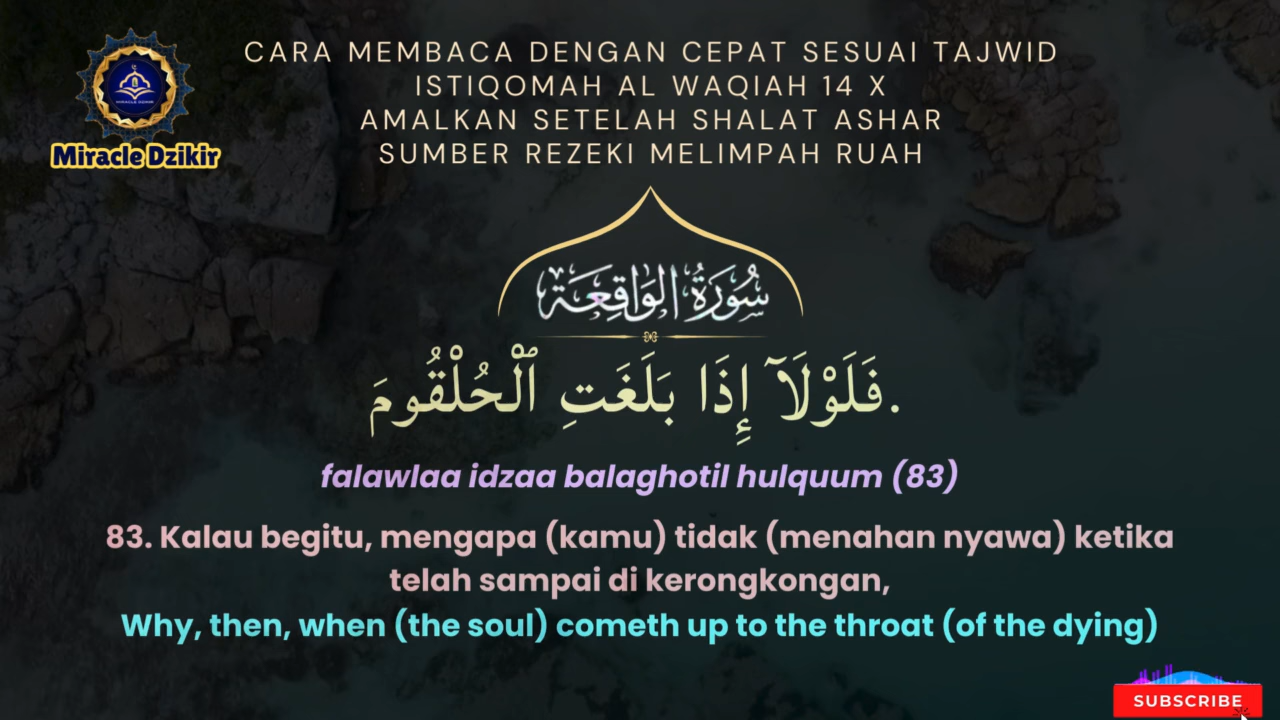 CARA MEMBACA DENGAN CEPAT SESUAI TAJWID
ISTIQOMAH AL WAQIAH 14 X
AMALKAN SETELAH SHALAT ASHAR
SUMBER REZEKI MELIMPAH RUAH
MIRACLE DZIKIR
Miracle Dzikir
سُورَةُ الوَاقِعَة
فَلَوْلَآ إِذَا بَلَغَتِ ٱلْحُلْقُومَ.
falawlaa idzaa balaghotil hulquum (83)
83. Kalau begitu, mengapa (kamu) tidak (menahan nyawa) ketika
telah sampai di kerongkongan,
Why, then, when (the soul) cometh up to the throat (of the dying)
SUBSCRIBE